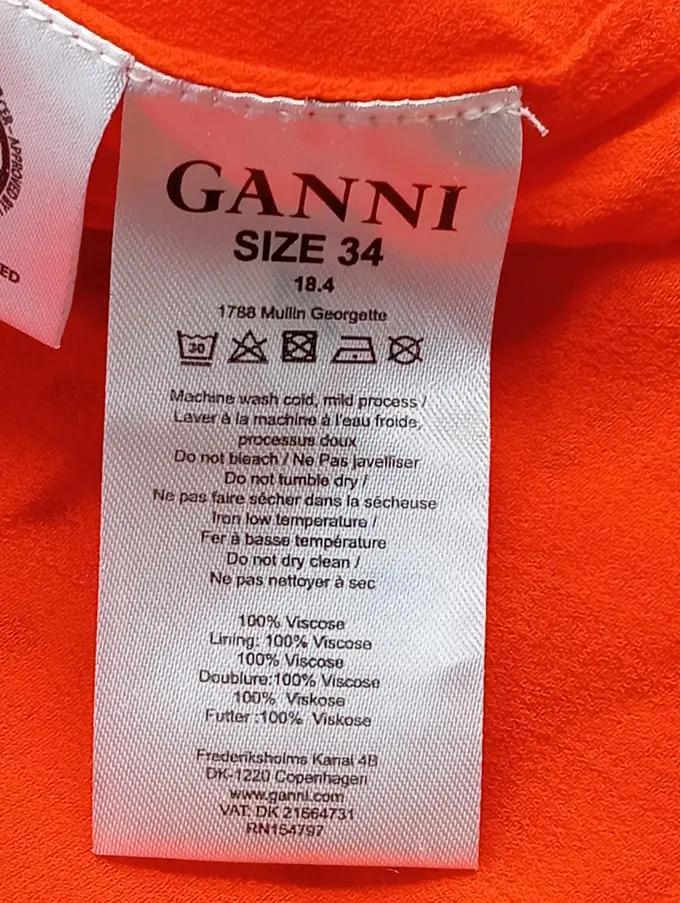 GANNI
SIZE 34
18.4
1788 Mullin Georgette
30
Machine wash cold, mild process /
Laver à la machine à l'eau froide,
processus doux
Do not bleach / Ne Pas javelliser
Do not tumble dry /
Ne pas faire sécher dans la sécheuse
Iron low temperature /
Fer à basse température
Do not dry clean /
Ne pas nettoyer à sec
100% Viscose
Lining: 100% Viscose
100% Viscose
Doublure:100% Viscose
100% Viskose
Futter :100% Viskose
Frederiksholms Kanal 4B
DK-1220 Copenhagen
www.ganni.com
VAT: DK 21664731
RN154797
APPROVED BY